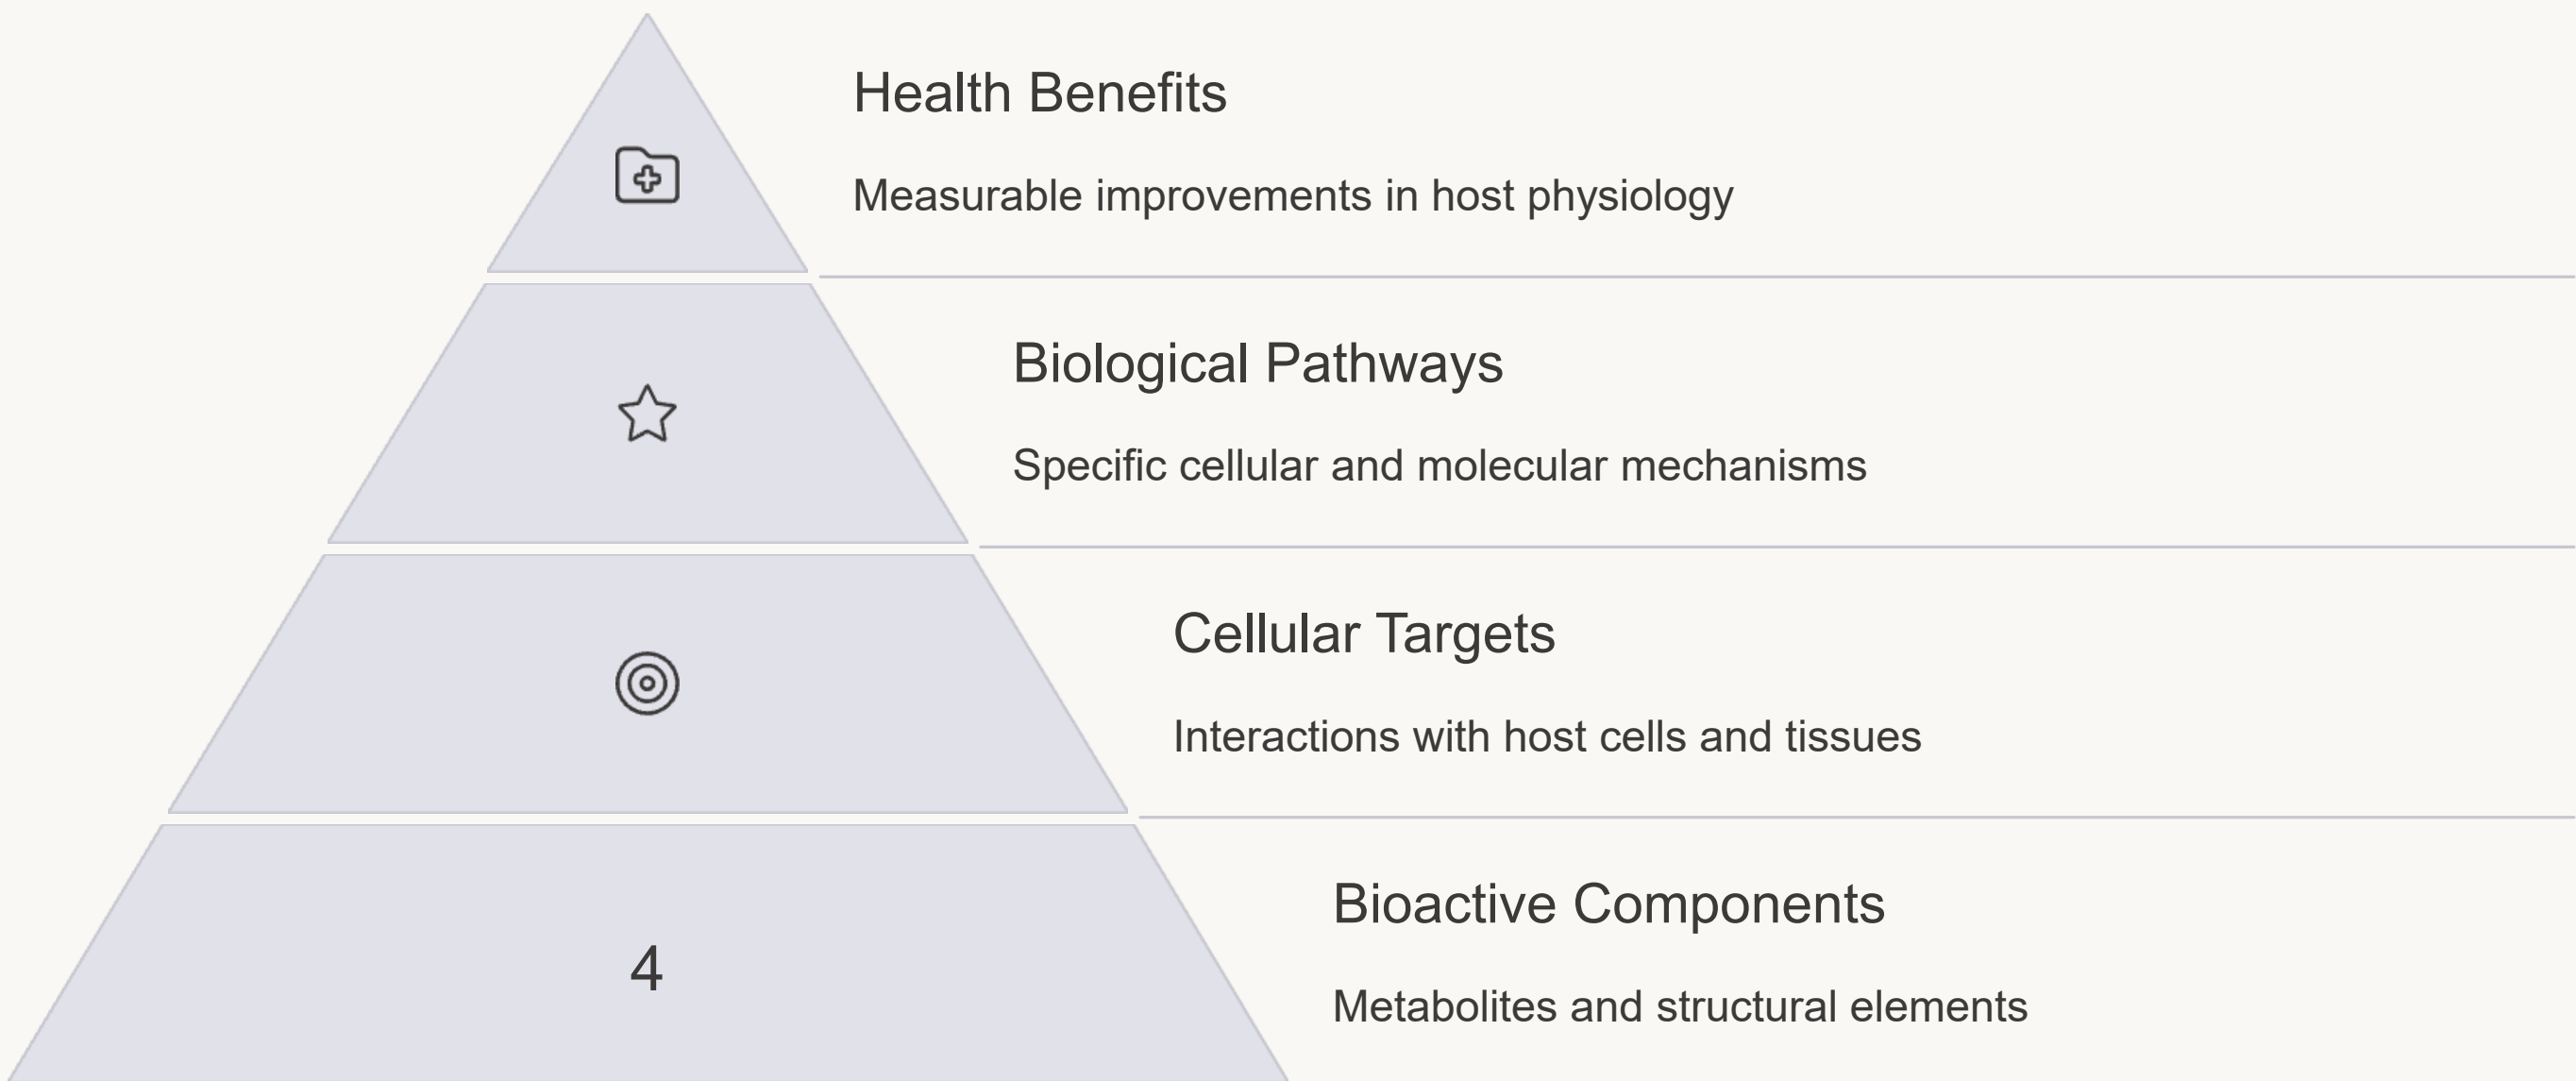 Health Benefits
Measurable improvements in host physiology
Biological Pathways
Specific cellular and molecular mechanisms
Cellular Targets
Interactions with host cells and tissues
4
Bioactive Components
Metabolites and structural elements